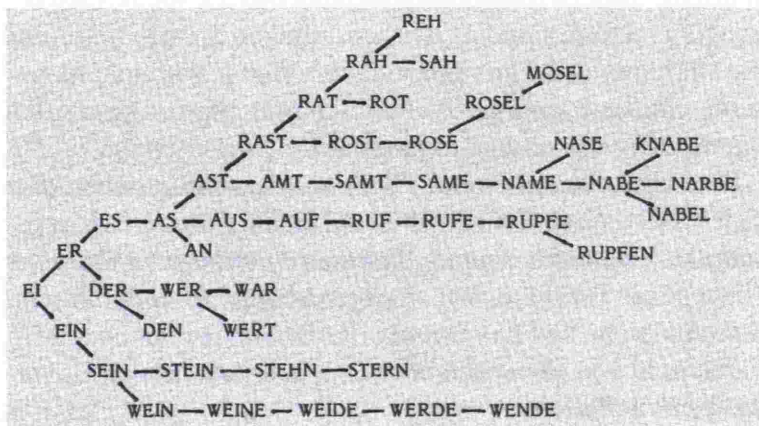 REH
RAH SAH
MOSEL
RAT ROT ROSEL
RAST ROST ROSE NASE KNABE
AST AMT SAMT SAME NAME NABE NARBE
NABEL
ES AS AUS AUF RUF RUFE RUPFE
ER AN RUPFEN
EI DER WER WAR
EIN DEN WERT
SEIN STEIN STEHN STERN
WEIN WEINE WEIDE WERDE WENDE